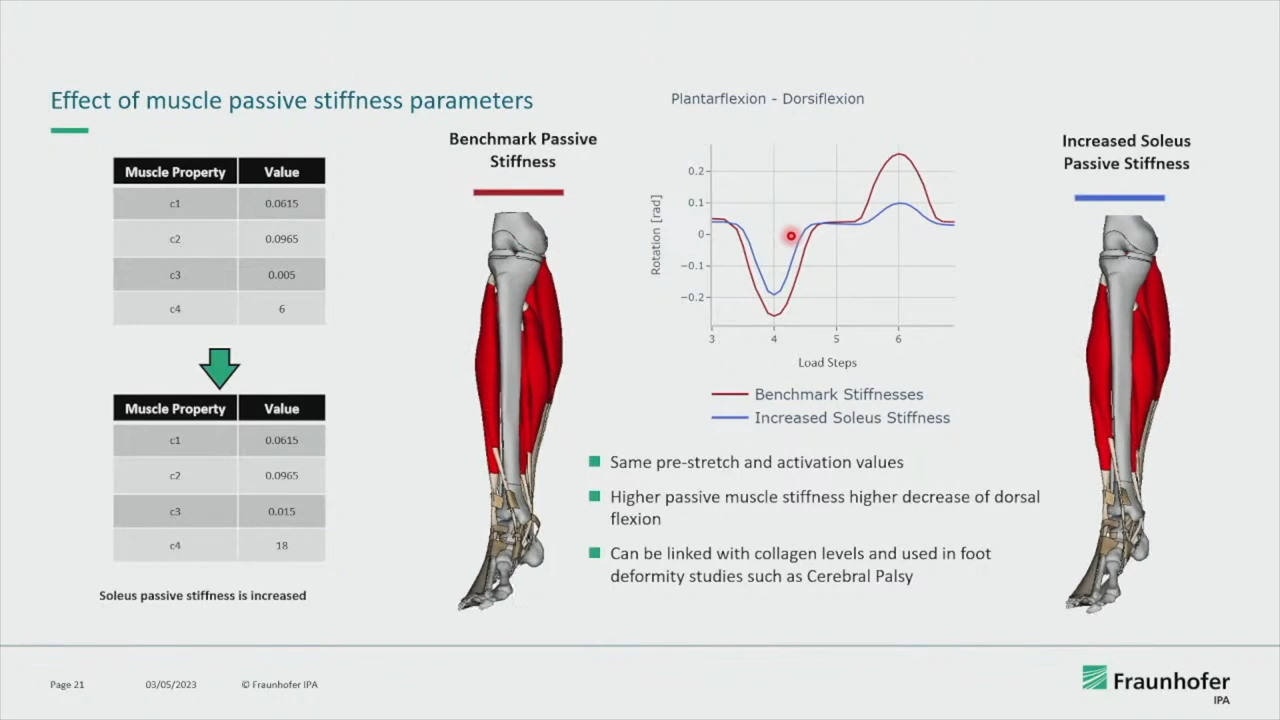 Effect of muscle passive stiffness parameters
Muscle Property Value
c1 0.0615
c2 0.0965
c3 0.005
c4 6
Muscle Property Value
c1 0.0615
c2 0.0965
c3 0.015
c4 18
Soleus passive stiffness is increased
Benchmark Passive
Stiffness
Plantarflexion - Dorsiflexion
Rotation [rad]
0.2
0.1
0
−0.1
−0.2
3 4 5 6
Load Steps
Benchmark Stiffnesses
Increased Soleus Stiffness
Increased Soleus
Passive Stiffness
Same pre-stretch and activation values
Higher passive muscle stiffness higher decrease of dorsal
flexion
Can be linked with collagen levels and used in foot
deformity studies such as Cerebral Palsy
Page 21 03/05/2023 © Fraunhofer IPA
Fraunhofer
IPA